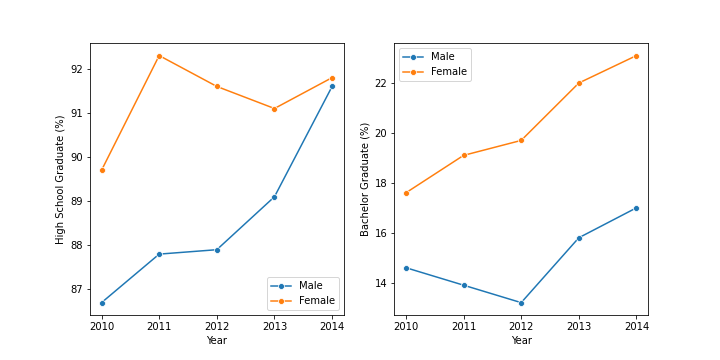 High School Graduate (%)
92
91
90
89
88
87
Male
Female
2010 2011 2012 2013 2014
Year
Bachelor Graduate (%)
Male
Female
22
20
18
16
14
2010 2011 2012 2013 2014
Year